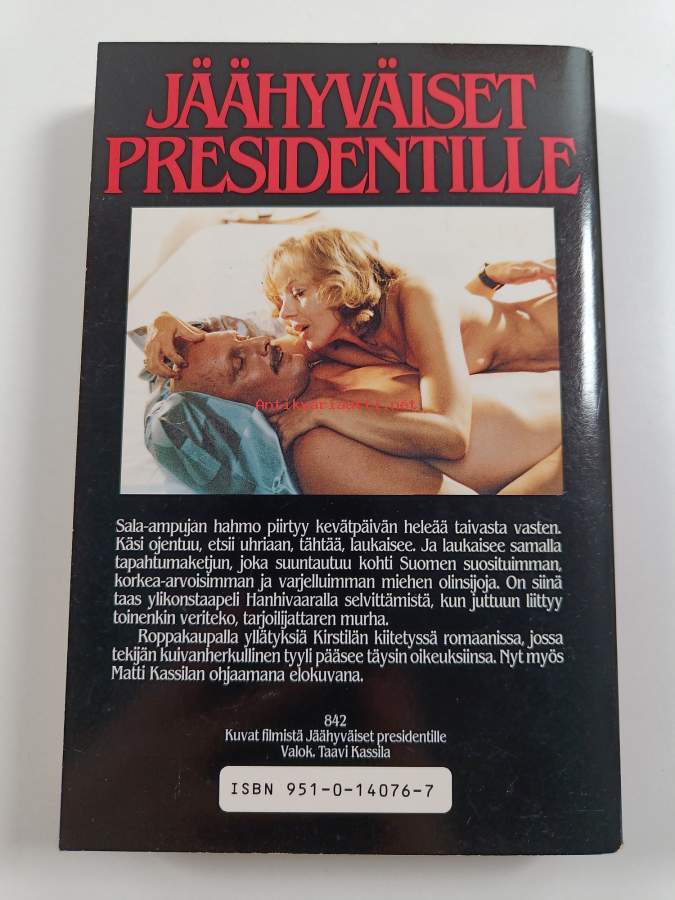 JÄÄHYVÄISET
PRESIDENTILLE
Antikvariaatti.net
Sala-ampujan hahmo piirtyy kevätpäivän heleää taivasta vasten.
Käsi ojentuu, etsii uhriaan, tähtää, laukaisee. Ja laukaisee samalla
tapahtumaketjun, joka suuntautuu kohti Suomen suosituimman,
korkea-arvoisimman ja varjelluimman miehen olinsijoja. On siinä
taas ylikonstaapeli Hanhivaaralla selvittämistä, kun juttuun liittyy
toinenkin veriteko, tarjoilijattaren murha.
Roppakaupalla yllätyksiä Kirstilän kiitetyssä romaanissa, jossa
tekijän kuivanherkullinen tyyli pääsee täysin oikeuksiinsa. Nyt myös
Matti Kassilan ohjaamana elokuvana.
842
Kuvat filmistä Jäähyväiset presidentille
Valok. Taavi Kassila
ISBN 951-0-14076-7